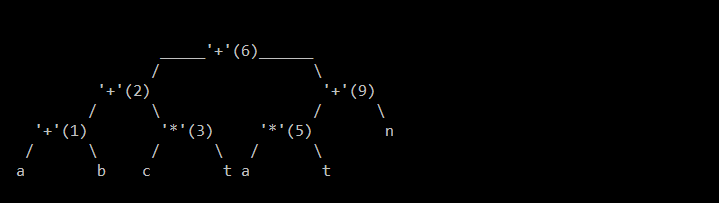 _____'+'(6)______
/ \
'+'(2) '+'(9)
/ \ / \
'+'(1) '*'(3) '*'(5) n
/ \ / \ / \
a b c t a t